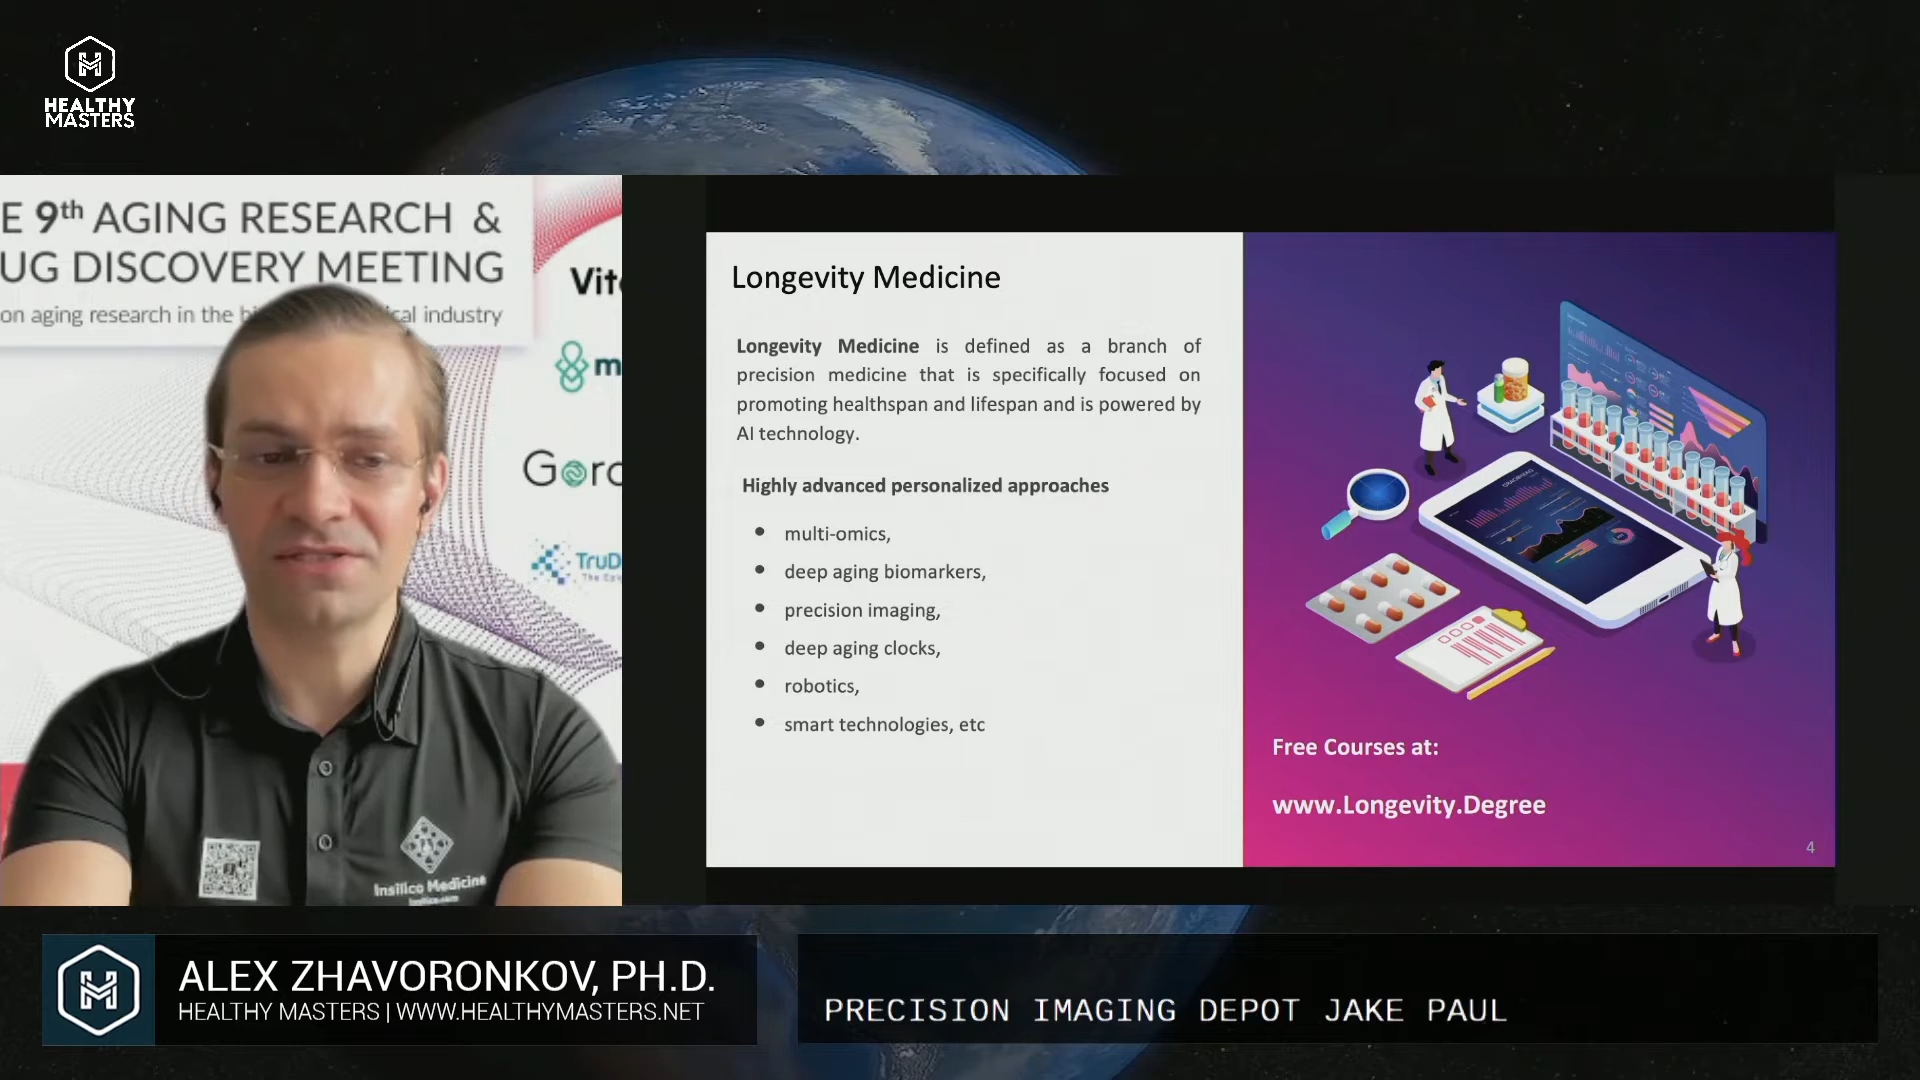 HEALTHY
MASTERS
E 9th AGING RESEARCH &
UG DISCOVERY MEETING
on aging research in the b cal industry
Vit
m
G
TruD
Insilico Medicine
insilico.com
Longevity Medicine
Longevity Medicine is defined as a branch of
precision medicine that is specifically focused on
promoting healthspan and lifespan and is powered by
AI technology.
Highly advanced personalized approaches
• multi-omics,
• deep aging biomarkers,
• precision imaging,
• deep aging clocks,
• robotics,
• smart technologies, etc
Free Courses at:
www.Longevity.Degree
4
ALEX ZHAVORONKOV, PH.D.
HEALTHY MASTERS | WWW.HEALTHYMASTERS.NET
PRECISION IMAGING DEPOT JAKE PAUL